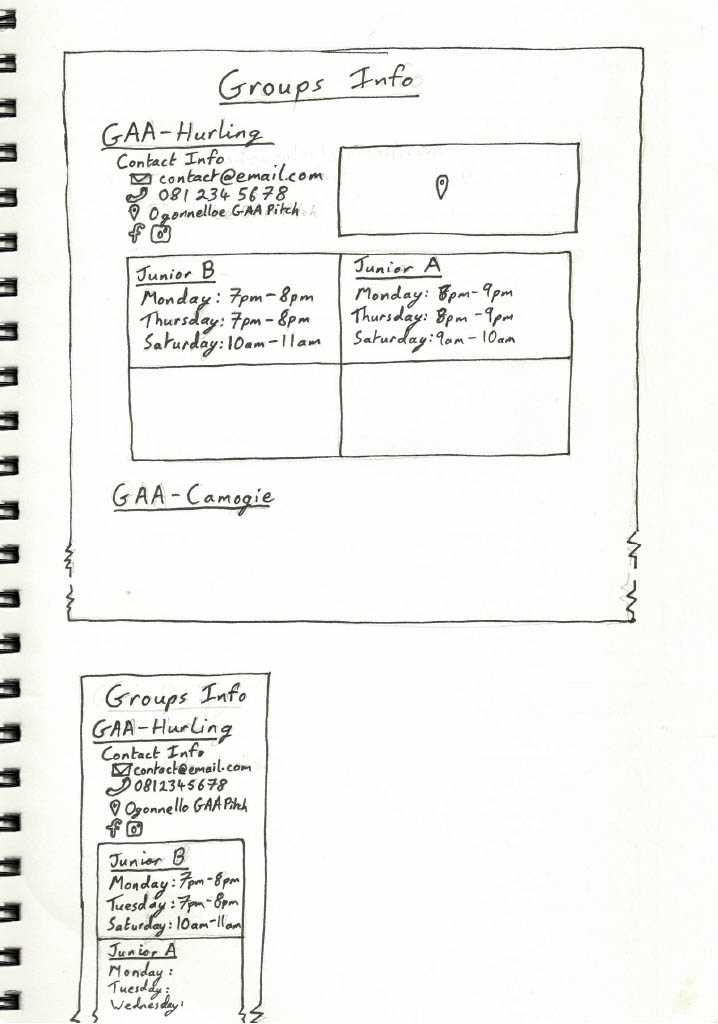 Groups Info
GAA-Hurling
Contact Info
contact@email.com
081 234 5678
Ogonnelloe GAA Pitch
Junior B
Monday: 7pm-8pm
Thursday: 7pm-8pm
Saturday: 10am-11am
Junior A
Monday: 8pm-9pm
Thursday: 8pm-9pm
Saturday: 9am-10am
GAA-Camogie
Groups Info
GAA-Hurling
Contact Info
contact@email.com
0812345678
Ogonnello GAA Pitch
Junior B
Monday: 7pm-8pm
Tuesday: 7pm-8pm
Saturday: 10am-11am
Junior A
Monday:
Tuesday:
Wednesday: